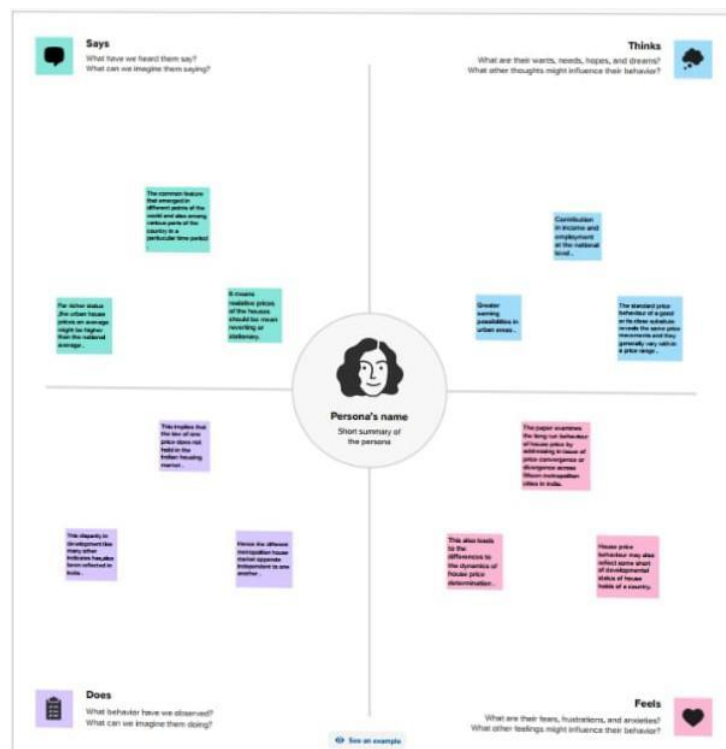 Says
What have we heard them say?
What can we imagine them saying?
Thinks
What are their wants, needs, hopes, and dreams?
What other thoughts might influence their behavior?
The common feature
that emerged in
different points of the
world and also among
various parts of the
country in a
particular time period
For richer status
,the urban house
prices on average
might be higher
than the national
average .
It means
prices
of the houses
should be mean
reverting or
stationary.
Contribution
in income and
employment
at the national
level .
Greater
earning
possibilities in
urban areas .
The standard price
behaviour of a good
or its close substitute
reveals the same price
movements and they
generally vary within
a price range .
Persona's name
Short summary of
the persona
This implies that
the law of one
price does not
hold in the
Indian housing
market .
This disparity in
development like
many other
indicates has,also
been reflected in
India .
Hence the different
metropolitan house
market
independent to one
another .
The paper examines
the long run behaviour
of house price by
addressing in issue of
price convergence or
divergence across
fifteen metropolitan
cities in India.
This also leads
to the
differences to
the dynamics of
house price
determination .
House price
behaviour may also
reflect some short
of developmental
status of house
holds of a country.
Does
What behavior have we observed?
What can we imagine them doing?
Feels
What are their fears, frustrations, and anxieties?
What other feelings might influence their behavior?
See an example